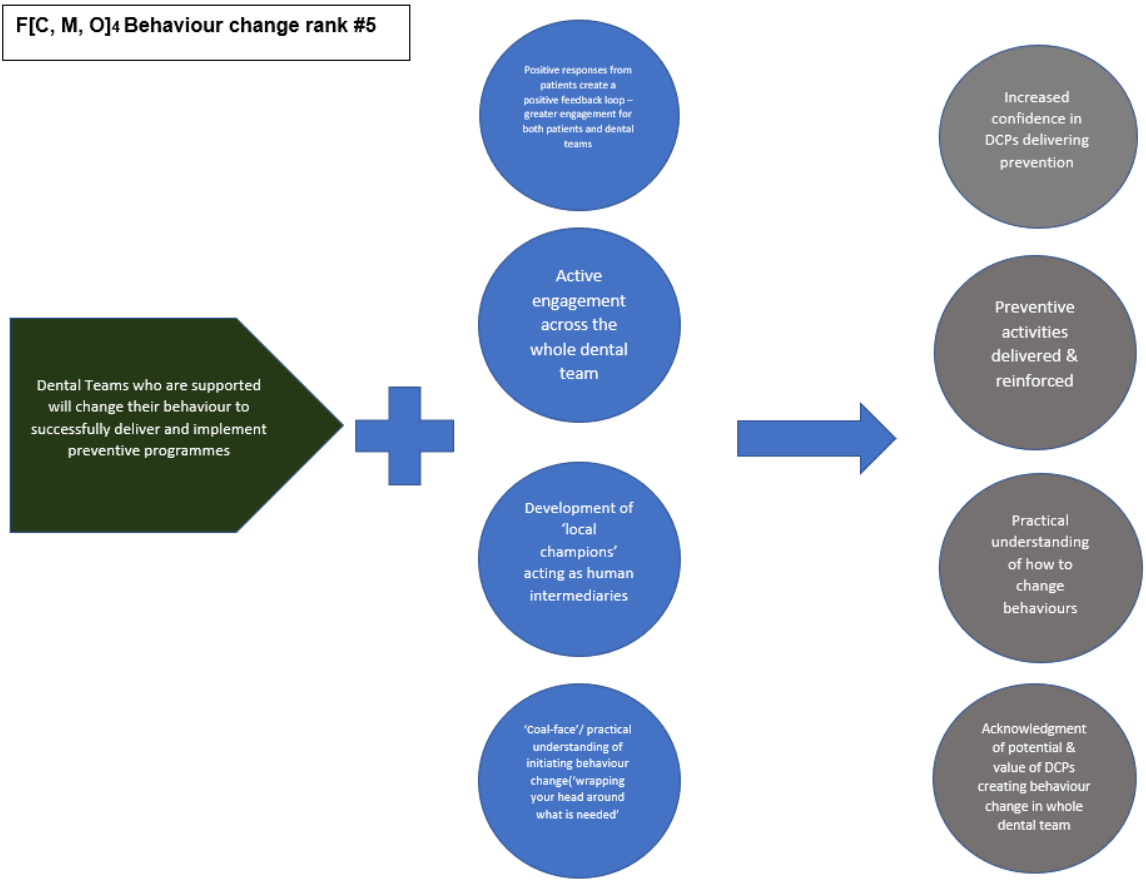 F[C, M, O]4 Behaviour change rank #5
Positive responses from
patients create a
positive feedback loop –
greater engagement for
both patients and dental
teams
Active
engagement
across the
whole dental
team
Development of
‘local
champions’
acting as human
intermediaries
‘Coal-face’/ practical
understanding of
initiating behaviour
change(‘wrapping
your head around
what is needed’
Dental Teams who are supported
will change their behaviour to
successfully deliver and implement
preventive programmes
Increased
confidence in
DCPs delivering
prevention
Preventive
activities
delivered &
reinforced
Practical
understanding
of how to
change
behaviours
Acknowledgment
of potential &
value of DCPs
creating behaviour
change in whole
dental team